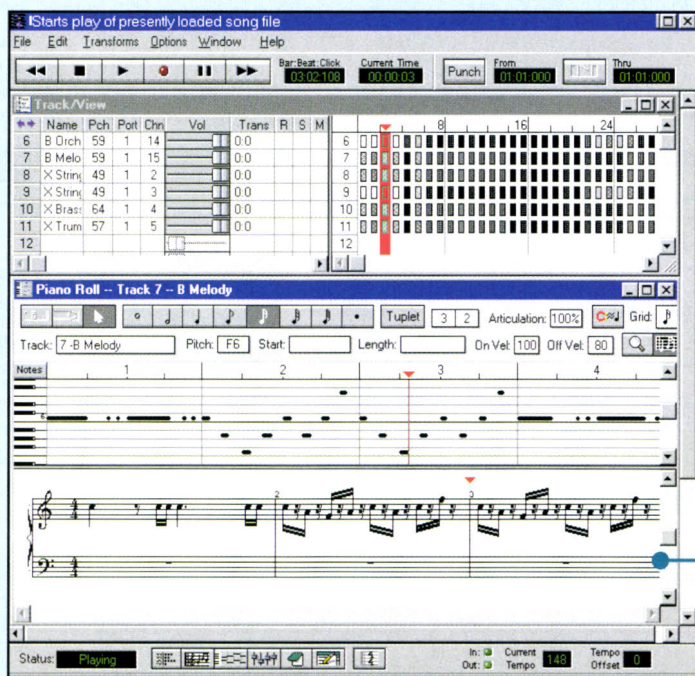 Starts play of presently loaded song file
File Edit Transforms Options Window Help
Bar:Beat:Click Current Time From Thru
03:02:108 00:00:03 Punch 01:01:000 01:01:000
Track/View
Name Pch Port Chn Vol Trans R S M 8 16 24
6 B Orch 59 1 14 0:0 6
7 B Melo 59 1 15 0:0 7
8 X String 49 1 2 0:0 8
9 X String 49 1 3 0:0 9
10 X Brass 64 1 4 0:0 10
11 X Trum 57 1 5 0:0 11
12 12
Piano Roll -- Track 7 -- B Melody
Tuplet 3 2 Articulation: 100% Grid:
Track: 7 -B Melody Pitch: F6 Start: Length: On Vel: 100 Off Vel: 80
Notes 1 2 3 4
2 3
Status: Playing In: Out: Current Tempo 148 Tempo Offset 0